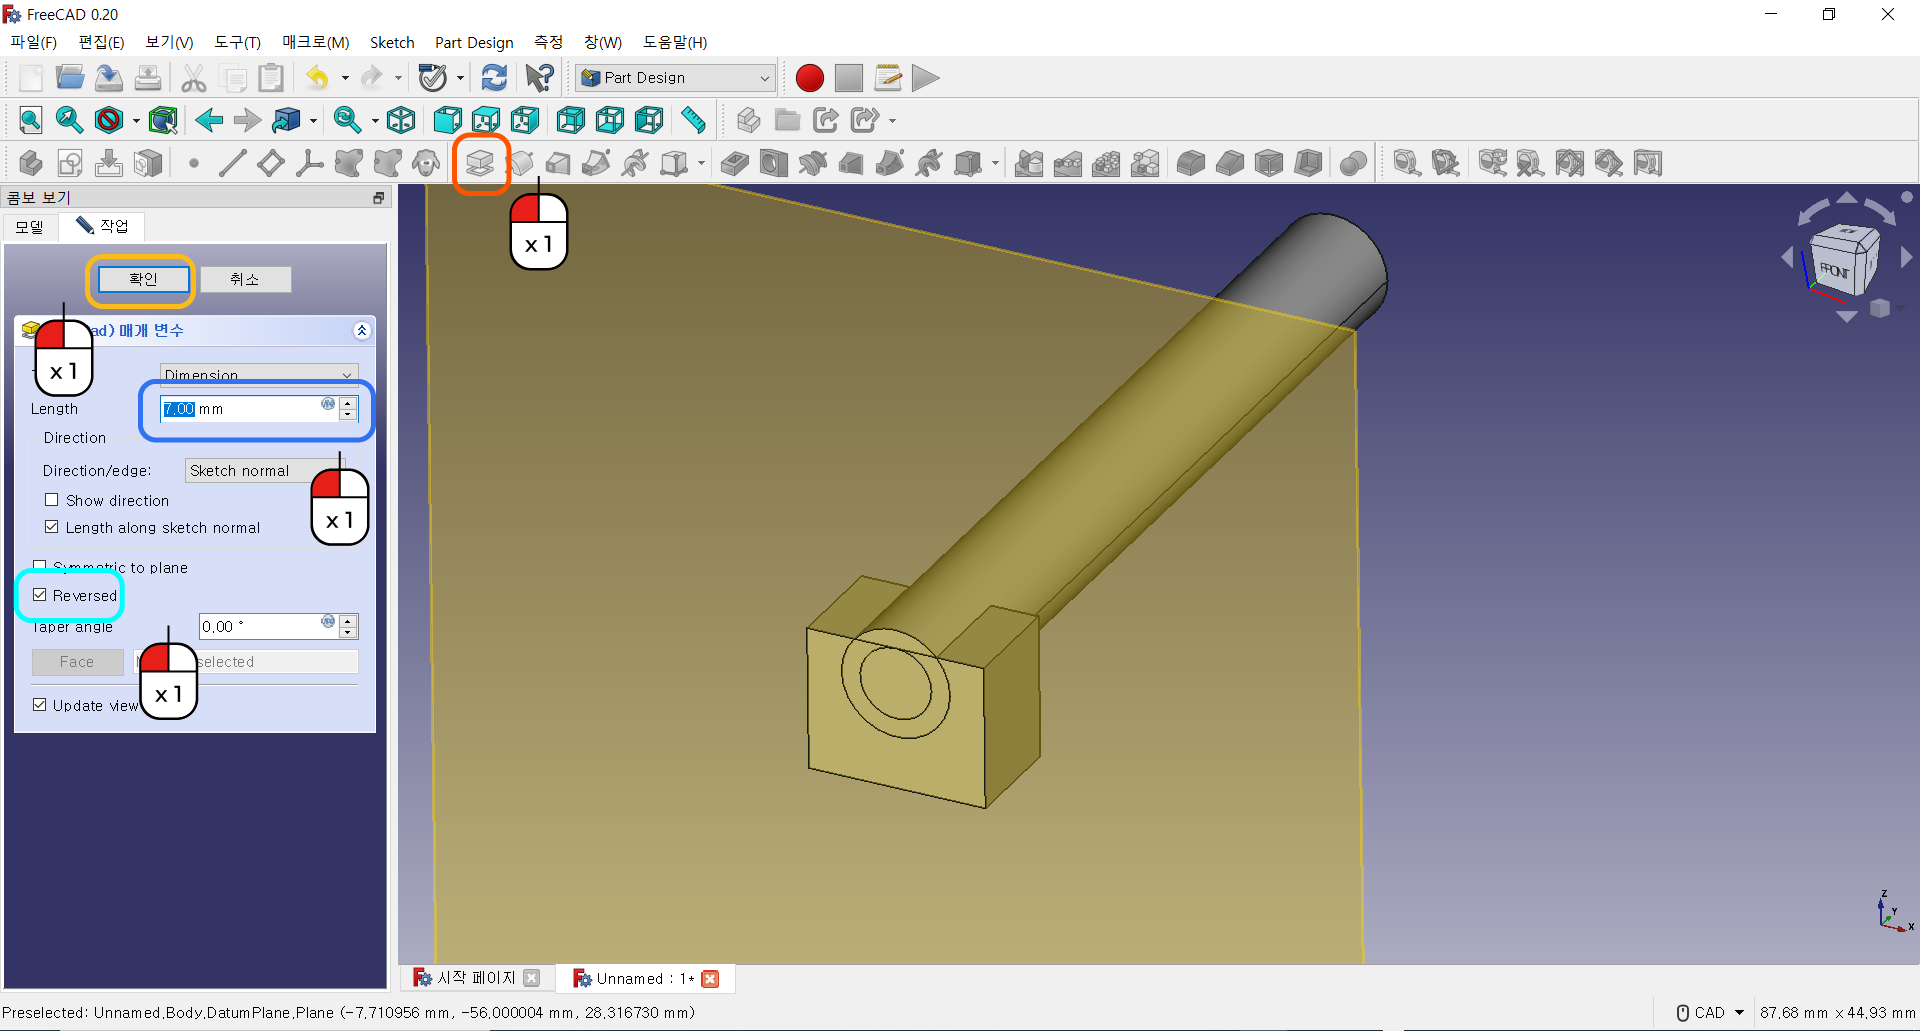 FreeCAD 0.20
파일(F) 편집(E) 보기(V) 도구(T) 매크로(M) Sketch Part Design 측정 창(W) 도움말(H)
Part Design
콤보 보기
모델 작업
x 1
확인 취소
ad) 매개 변수
x 1
Dimension
Length 7.00 mm
Direction
Direction/edge: Sketch normal
Show direction
x 1
Length along sketch normal
Symmetric to plane
Reversed
Taper angle 0.00 °
Face selected
x 1
Update view
FRONT
Z
Y
X
시작 페이지 Unnamed : 1*
Preselected: Unnamed.Body.DatumPlane.Plane (-7.710956 mm, -56.000004 mm, 28.316730 mm) CAD 87.68 mm x 44.93 mm